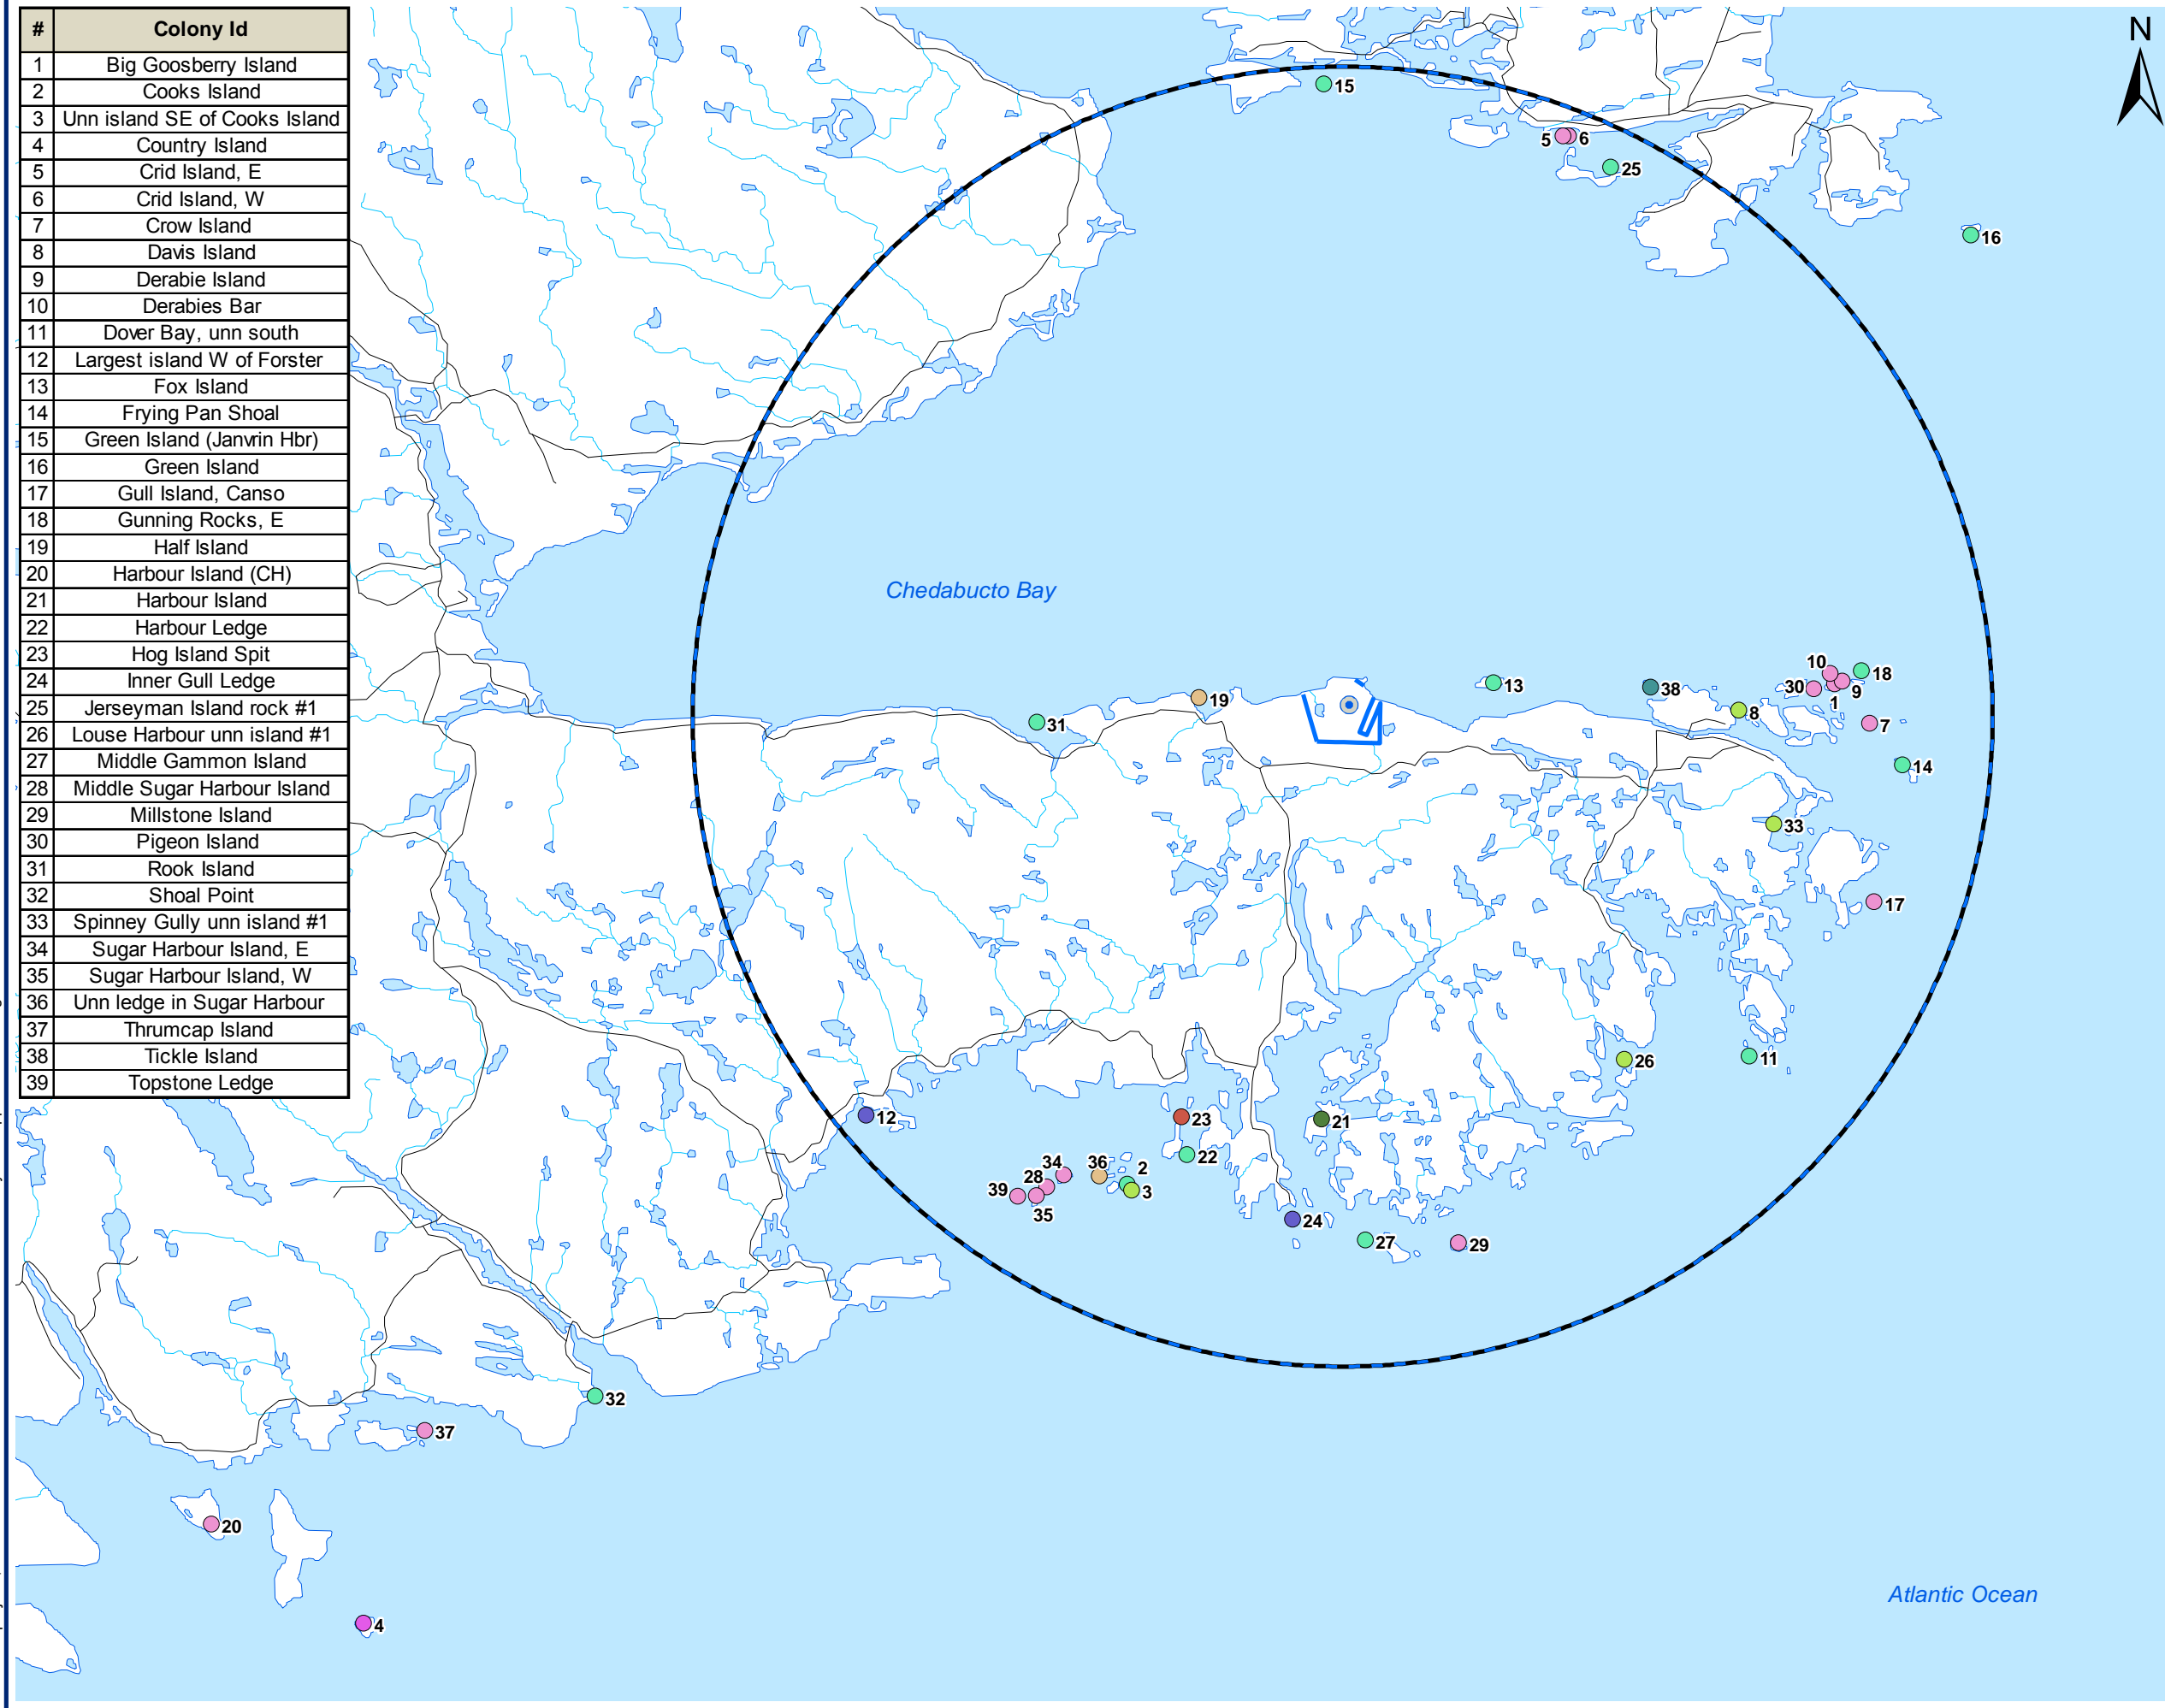 # Colony Id
1 Big Goosberry Island
2 Cooks Island
3 Unn island SE of Cooks Island
4 Country Island
5 Crid Island, E
6 Crid Island, W
7 Crow Island
8 Davis Island
9 Derabie Island
10 Derabies Bar
11 Dover Bay, unn south
12 Largest island W of Forster
13 Fox Island
14 Frying Pan Shoal
15 Green Island (Janvrin Hbr)
16 Green Island
17 Gull Island, Canso
18 Gunning Rocks, E
19 Half Island
20 Harbour Island (CH)
21 Harbour Island
22 Harbour Ledge
23 Hog Island Spit
24 Inner Gull Ledge
25 Jerseyman Island rock #1
26 Louse Harbour unn island #1
27 Middle Gammon Island
28 Middle Sugar Harbour Island
29 Millstone Island
30 Pigeon Island
31 Rook Island
32 Shoal Point
33 Spinney Gully unn island #1
34 Sugar Harbour Island, E
35 Sugar Harbour Island, W
36 Unn ledge in Sugar Harbour
37 Thrumcap Island
38 Tickle Island
39 Topstone Ledge
N
15
5 6
25
16
Chedabucto Bay
10 18
13
38
30 9
1
19
8
7
31
14
33
17
11
26
12
23
21
22
34 36 2
28
39 3
35
24
27
29
32
37
20
4
Atlantic Ocean